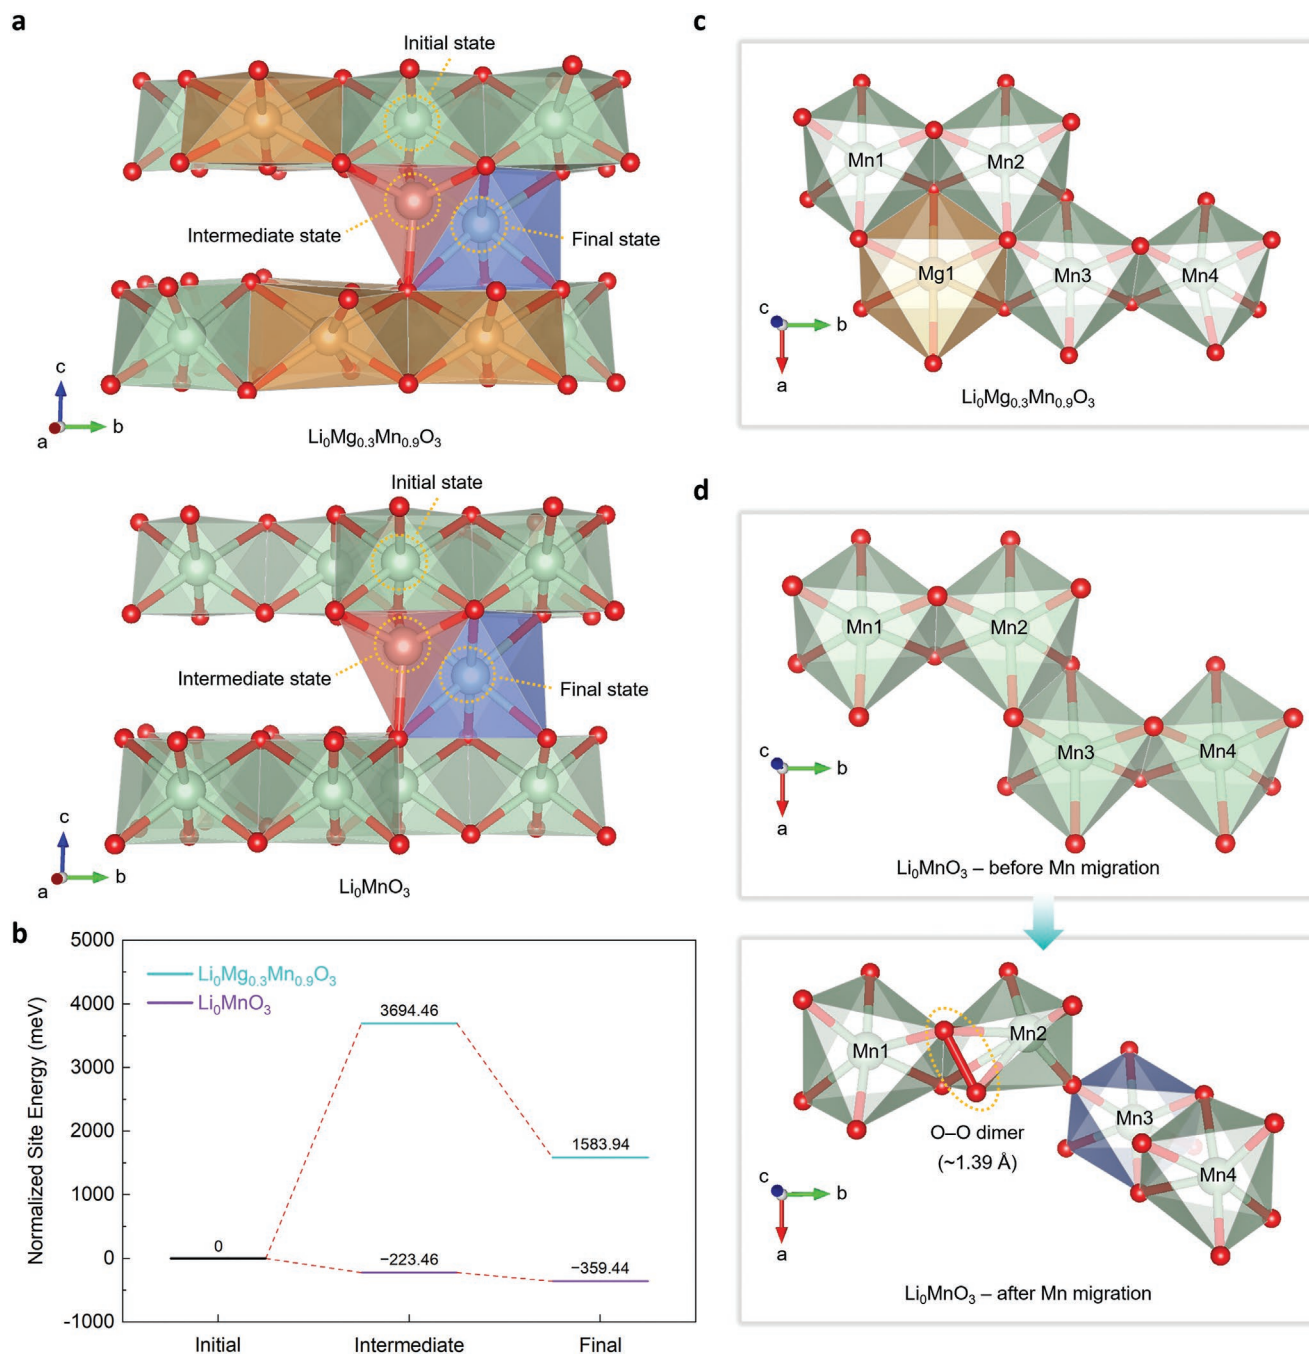 a
Initial state
Intermediate state
Final state
c
a
b
Li₀Mg₀.₃Mn₀.₉O₃
Initial state
Intermediate state
Final state
c
a
b
Li₀MnO₃
b
5000
4000
3000
2000
1000
0
-1000
Normalized Site Energy (meV)
Li₀Mg₀.₃Mn₀.₉O₃
Li₀MnO₃
3694.46
1583.94
0
−223.46
−359.44
Initial
Intermediate
Final
c
Mn1
Mn2
Mg1
Mn3
Mn4
c
b
a
Li₀Mg₀.₃Mn₀.₉O₃
d
Mn1
Mn2
Mn3
Mn4
c
b
a
Li₀MnO₃ – before Mn migration
Mn1
Mn2
Mn3
Mn4
O–O dimer
(~1.39 Å)
c
b
a
Li₀MnO₃ – after Mn migration